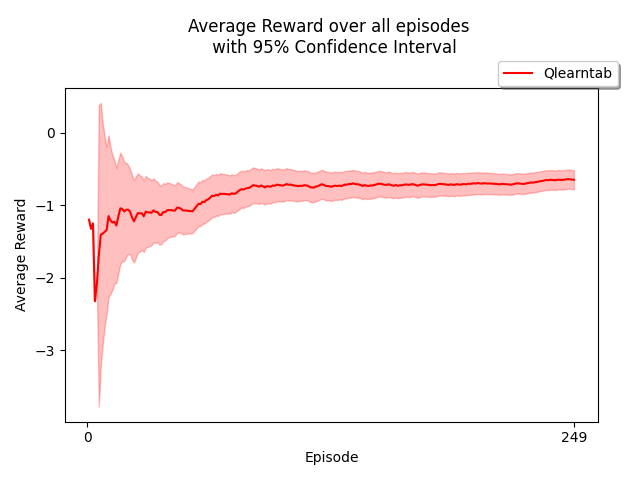 Average Reward over all episodes
with 95% Confidence Interval
Qlearntab
0
−1
−2
−3
Average Reward
0
249
Episode